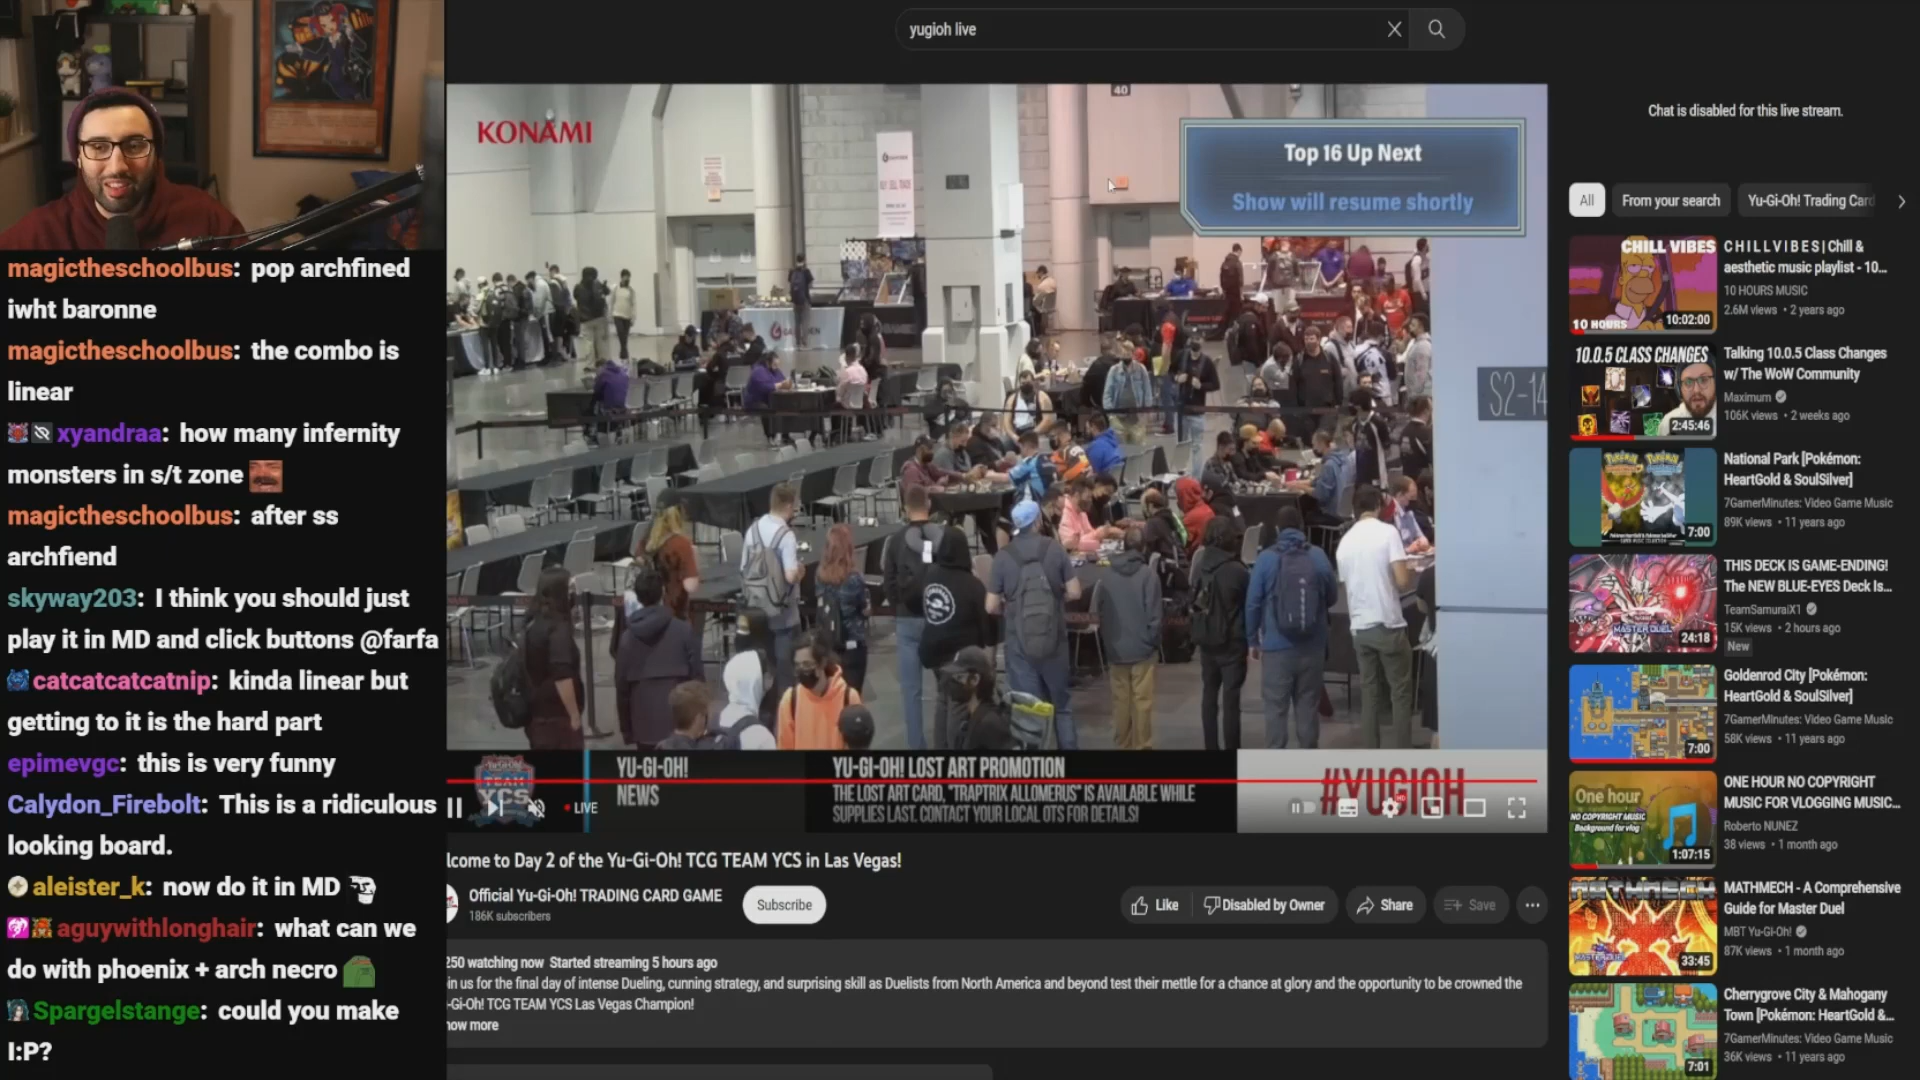 yugioh live
magictheschoolbus: pop archfined
iwht baronne
magictheschoolbus: the combo is
linear
xyandraa: how many infernity
monsters in s/t zone
magictheschoolbus: after ss
archfiend
skyway203: I think you should just
play it in MD and click buttons @farfa
catcatcatcatnip: kinda linear but
getting to it is the hard part
epimevgc: this is very funny
Calydon_Firebolt: This is a ridiculous
looking board.
aleister_k: now do it in MD
aguywithlonghair: what can we
do with phoenix + arch necro
Spargelstange: could you make
I:P?
KONAMI
40
Top 16 Up Next
Show will resume shortly
S2-14
YU-GI-OH!
NEWS
YU-GI-OH! LOST ART PROMOTION
THE LOST ART CARD, "TRAPTRIX ALLOMERUS" IS AVAILABLE WHILE
SUPPLIES LAST. CONTACT YOUR LOCAL OTS FOR DETAILS!
#YUGIOH
TEAM
YCS
LIVE
HD
lcome to Day 2 of the Yu-Gi-Oh! TCG TEAM YCS in Las Vegas!
Official Yu-Gi-Oh! TRADING CARD GAME
186K subscribers
Subscribe
Like
Disabled by Owner
Share
Save
250 watching now Started streaming 5 hours ago
in us for the final day of intense Dueling, cunning strategy, and surprising skill as Duelists from North America and beyond test their mettle for a chance at glory and the opportunity to be crowned the
-Gi-Oh! TCG TEAM YCS Las Vegas Champion!
how more
Chat is disabled for this live stream.
All
From your search
Yu-Gi-Oh! Trading Card
CHILL VIBES
10 HOURS
10:02:00
C H I L L V I B E S | Chill &
aesthetic music playlist - 10...
10 HOURS MUSIC
2.6M views • 2 years ago
10.0.5 CLASS CHANGES
2:45:46
Talking 10.0.5 Class Changes
w/ The WoW Community
Maximum
106K views • 2 weeks ago
7:00
National Park [Pokémon:
HeartGold & SoulSilver]
7GamerMinutes: Video Game Music
89K views • 11 years ago
MASTER DUEL
24:18
THIS DECK IS GAME-ENDING!
The NEW BLUE-EYES Deck Is...
TeamSamuraiX1
15K views • 2 hours ago
New
7:00
Goldenrod City [Pokémon:
HeartGold & SoulSilver]
7GamerMinutes: Video Game Music
58K views • 11 years ago
One hour
NO COPYRIGHT MUSIC
Background for vlog
1:07:15
ONE HOUR NO COPYRIGHT
MUSIC FOR VLOGGING MUSIC...
Roberto NUNEZ
38 views • 1 month ago
MATHMECH
33:45
MATHMECH - A Comprehensive
Guide for Master Duel
MBT Yu-Gi-Oh!
87K views • 1 month ago
7:01
Cherrygrove City & Mahogany
Town [Pokémon: HeartGold &...
7GamerMinutes: Video Game Music
36K views • 11 years ago